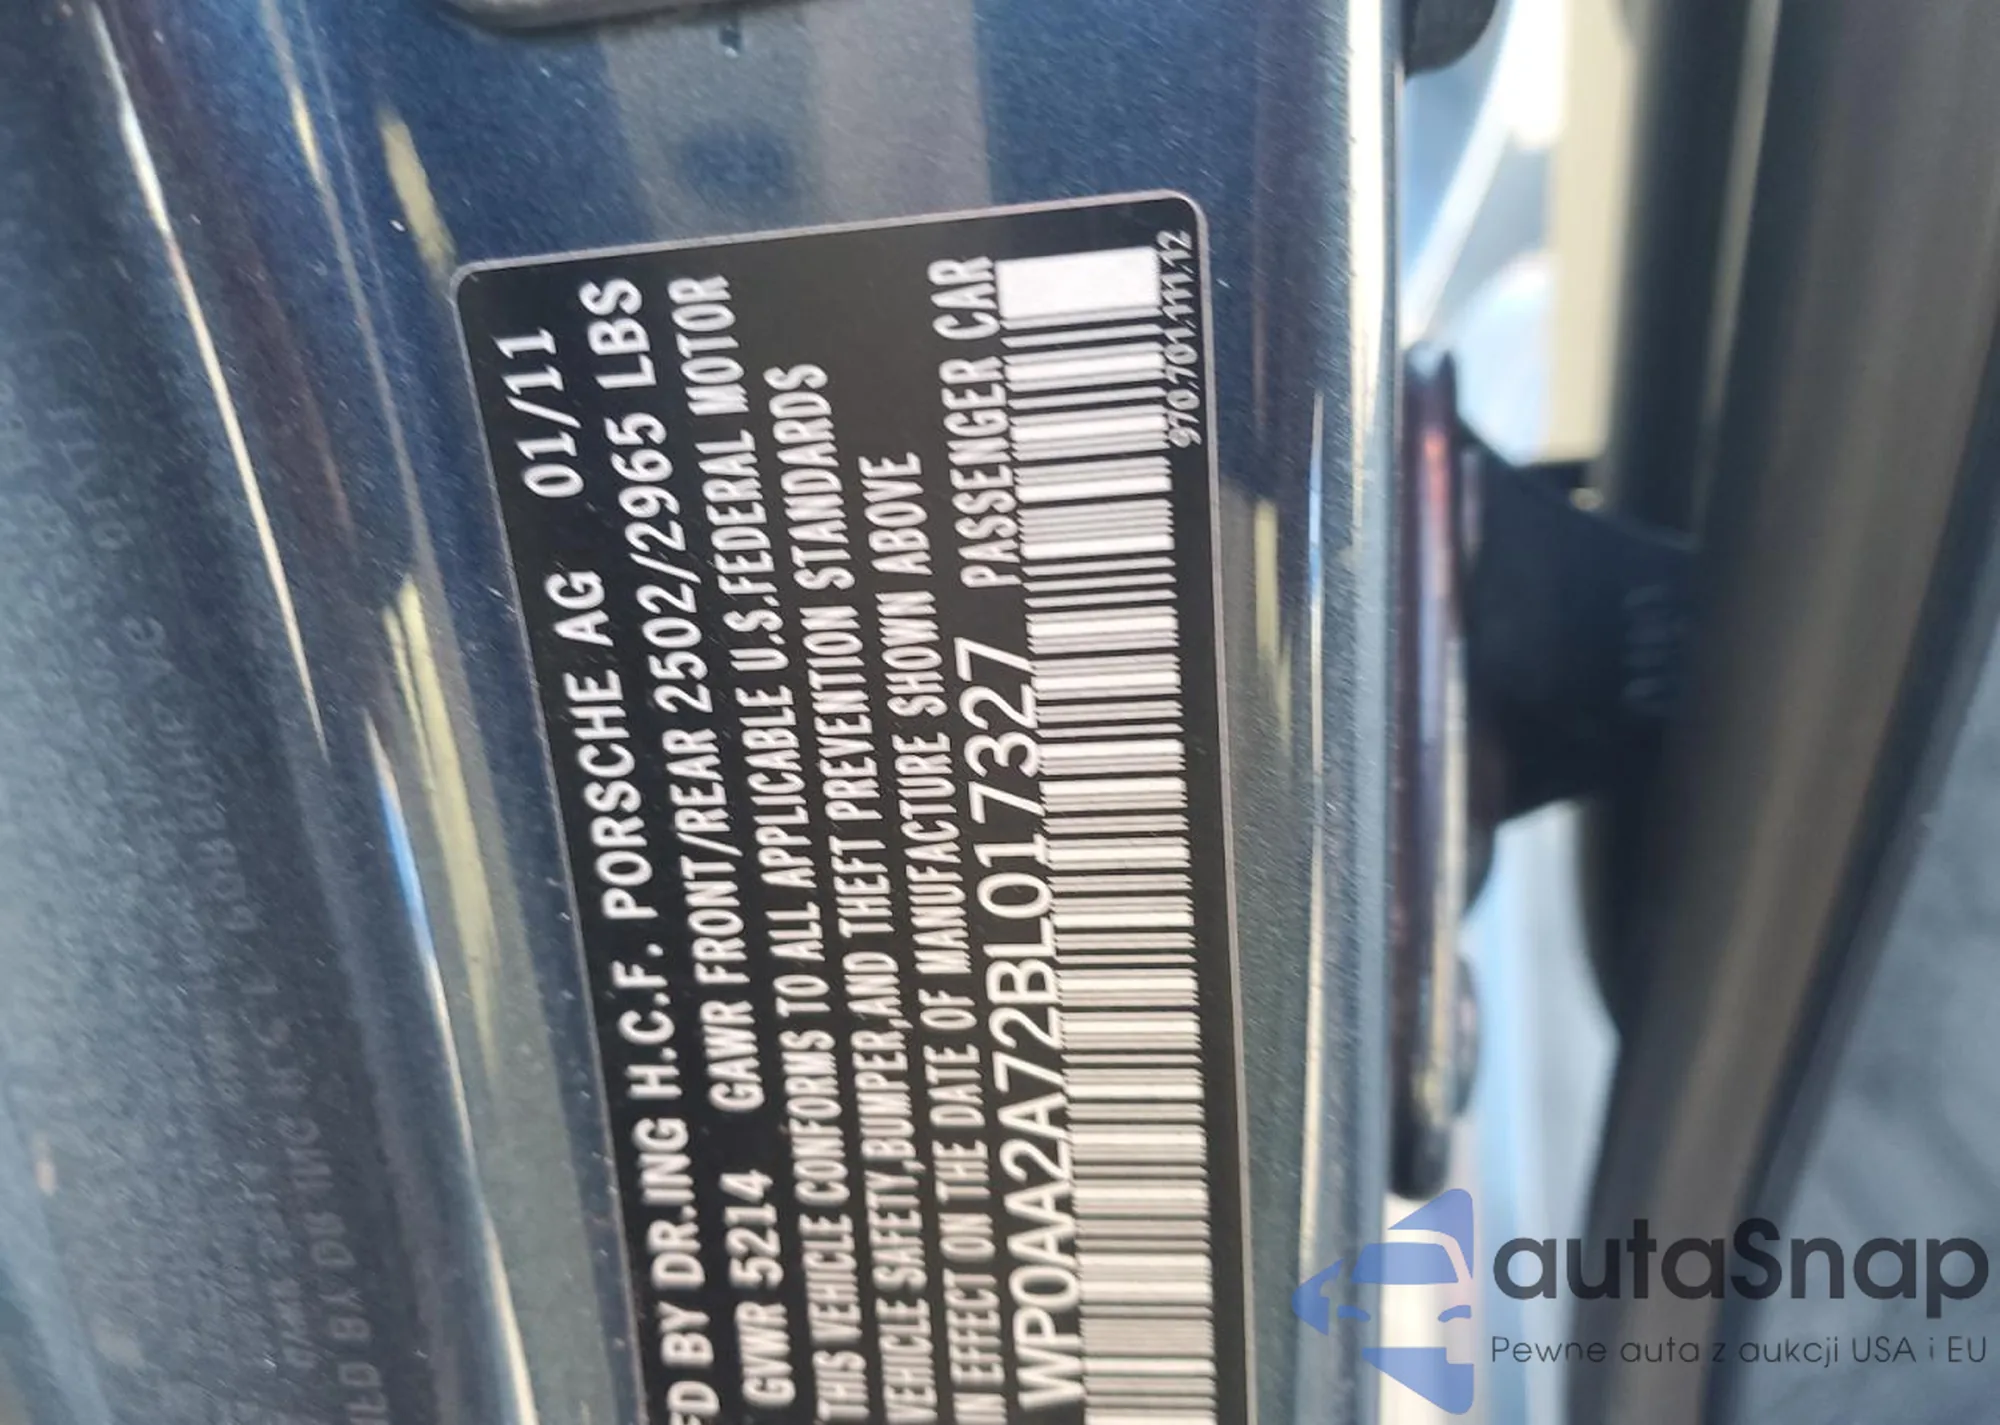 FD BY DR.ING H.C.F. PORSCHE AG 01/11
GVWR 5214 GAWR FRONT/REAR 2502/2965 LBS
THIS VEHICLE CONFORMS TO ALL APPLICABLE U.S.FEDERAL MOTOR
VEHICLE SAFETY,BUMPER,AND THEFT PREVENTION STANDARDS
IN EFFECT ON THE DATE OF MANUFACTURE SHOWN ABOVE
WP0AA2A72BL017327 PASSENGER CAR
970.701.111.12
autaSnap
Pewne auta z aukcji USA i EU